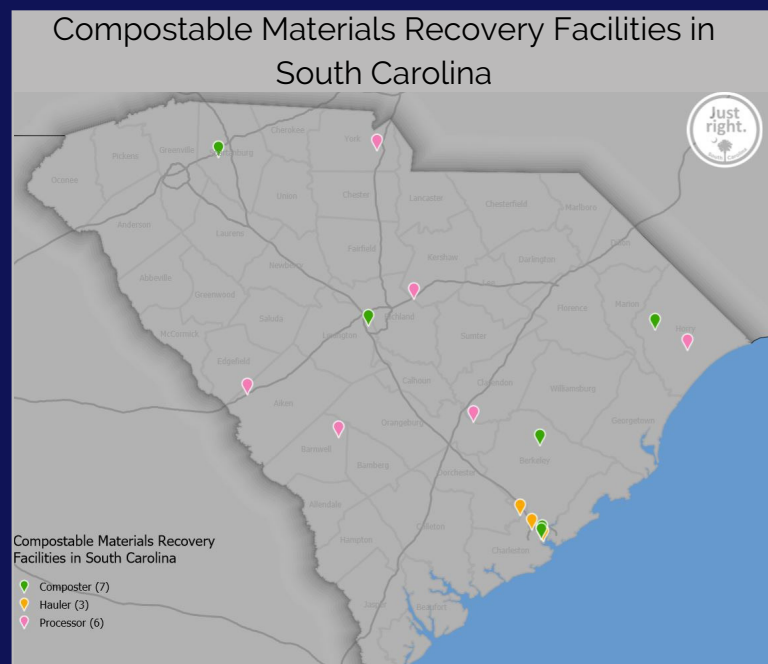 Compostable Materials Recovery Facilities in
South Carolina
Just
right.
South Carolina
Cherokee
York
Greenville
Spartanburg
Pickens
Oconee
Union
Chester
Lancaster
Chesterfield
Marlboro
Anderson
Laurens
Fairfield
Kershaw
Darlington
Dillon
Newberry
Lee
Abbeville
Greenwood
Saluda
Lexington
Richland
Florence
Marion
Horry
McCormick
Sumter
Edgefield
Calhoun
Clarendon
Williamsburg
Aiken
Orangeburg
Georgetown
Barnwell
Bamberg
Berkeley
Dorchester
Allendale
Colleton
Hampton
Charleston
Jasper
Beaufort
Compostable Materials Recovery
Facilities in South Carolina
Composter (7)
Hauler (3)
Processor (6)